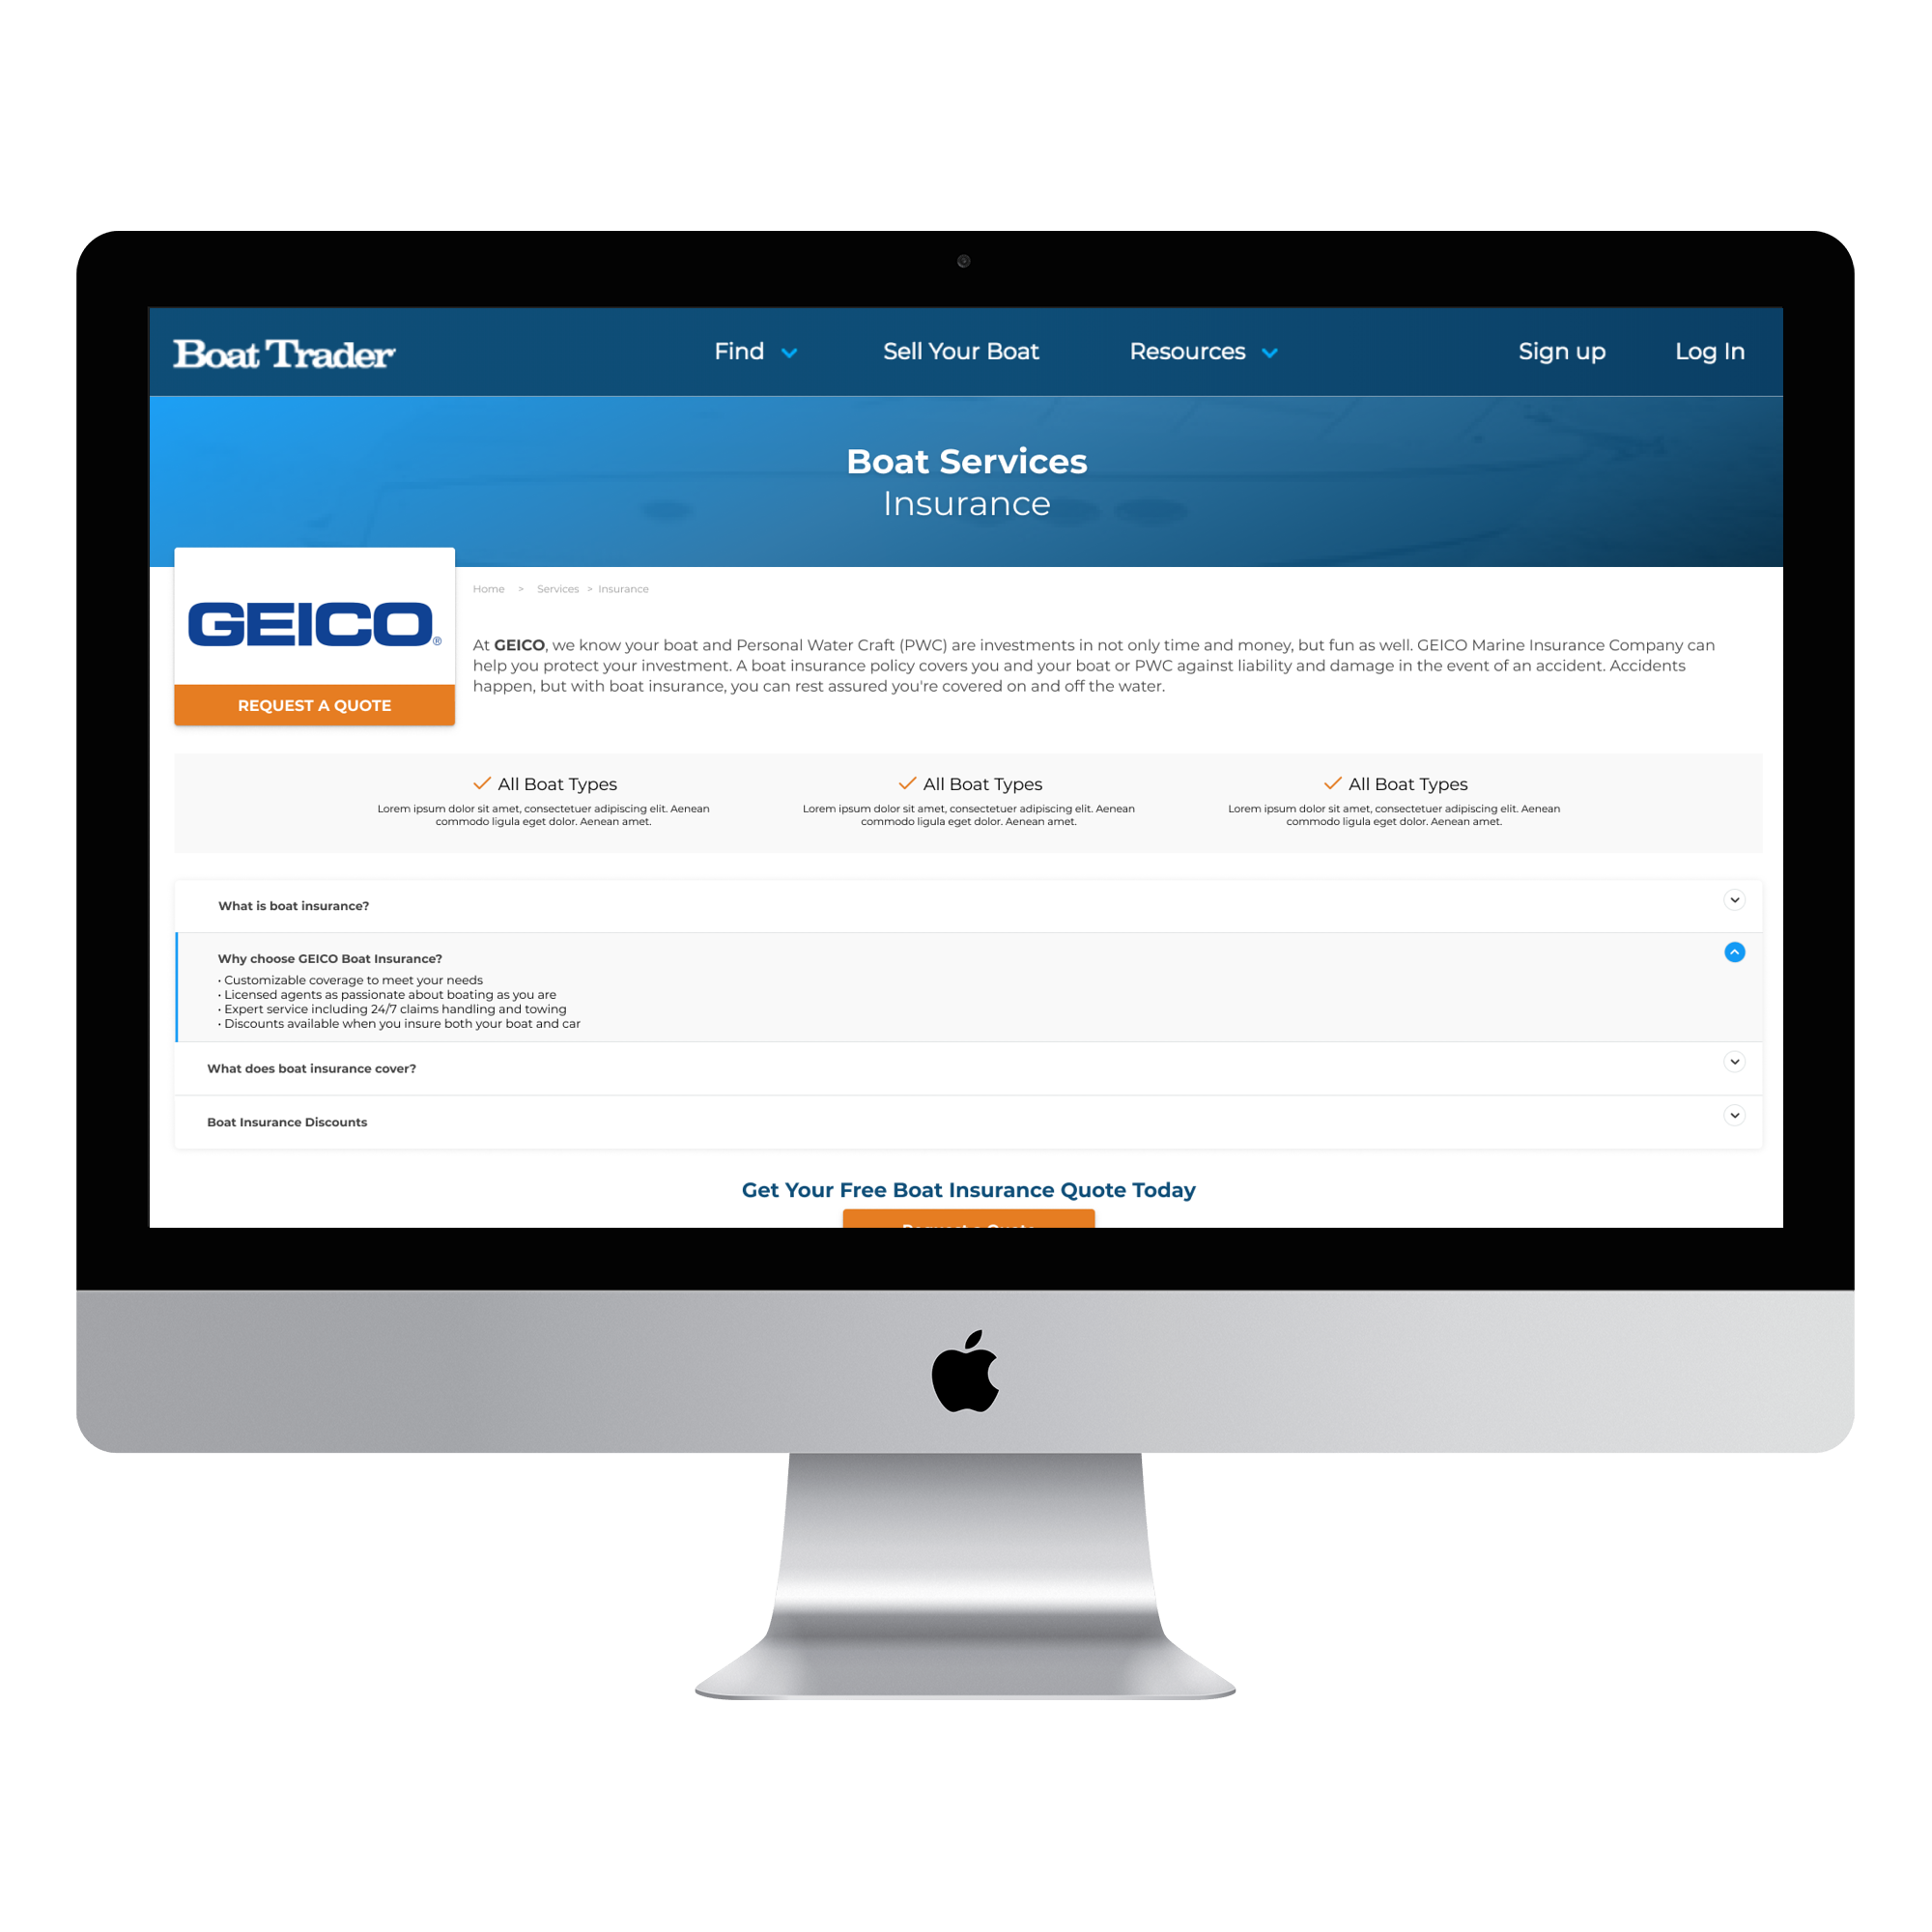 Boat Trader
Find
Sell Your Boat
Resources
Sign up
Log In
Boat Services
Insurance
GEICO®
REQUEST A QUOTE
Home > Services > Insurance
At GEICO, we know your boat and Personal Water Craft (PWC) are investments in not only time and money, but fun as well. GEICO Marine Insurance Company can
help you protect your investment. A boat insurance policy covers you and your boat or PWC against liability and damage in the event of an accident. Accidents
happen, but with boat insurance, you can rest assured you're covered on and off the water.
All Boat Types
Lorem ipsum dolor sit amet, consectetuer adipiscing elit. Aenean
commodo ligula eget dolor. Aenean amet.
All Boat Types
Lorem ipsum dolor sit amet, consectetuer adipiscing elit. Aenean
commodo ligula eget dolor. Aenean amet.
All Boat Types
Lorem ipsum dolor sit amet, consectetuer adipiscing elit. Aenean
commodo ligula eget dolor. Aenean amet.
What is boat insurance?
Why choose GEICO Boat Insurance?
• Customizable coverage to meet your needs
• Licensed agents as passionate about boating as you are
• Expert service including 24/7 claims handling and towing
• Discounts available when you insure both your boat and car
What does boat insurance cover?
Boat Insurance Discounts
Get Your Free Boat Insurance Quote Today
Request a Quote